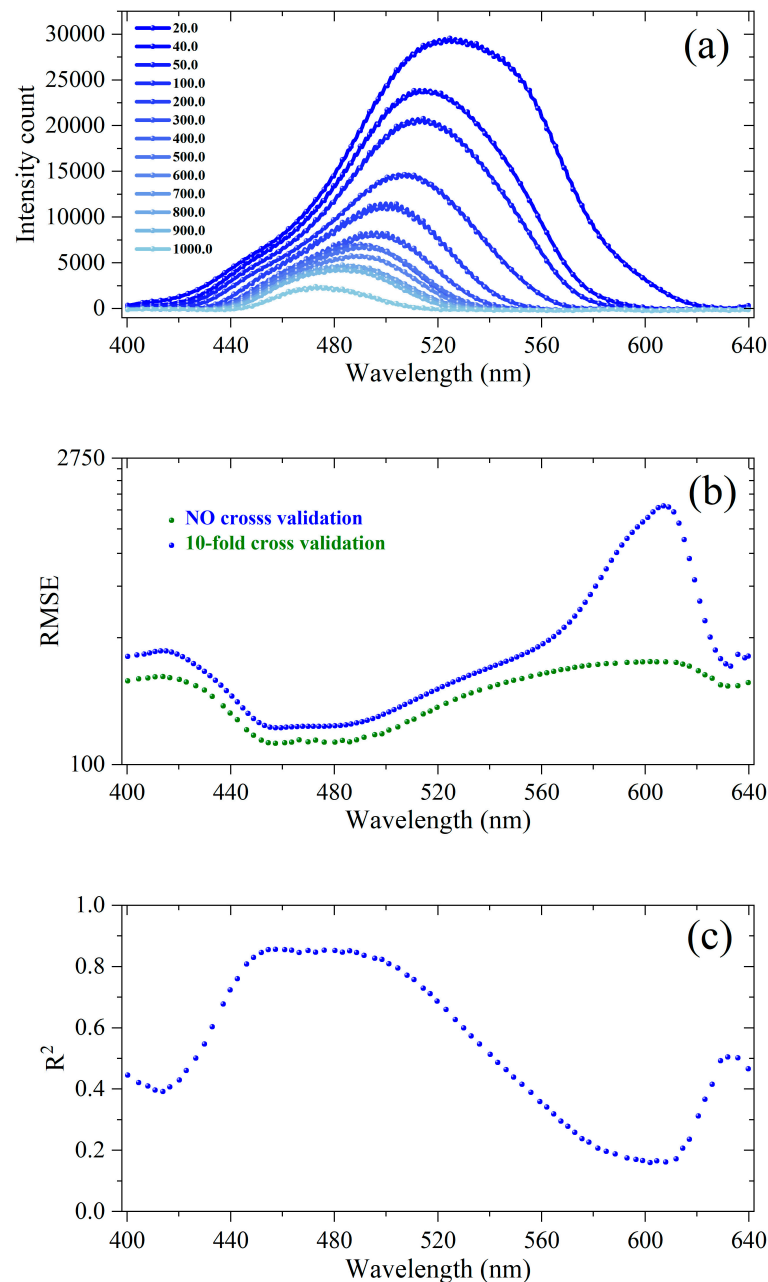 (a)
30000
25000
20000
15000
10000
5000
0
Intensity count
20.0
40.0
50.0
100.0
200.0
300.0
400.0
500.0
600.0
700.0
800.0
900.0
1000.0
400 440 480 520 560 600 640
Wavelength (nm)
(b)
2750
100
RMSE
NO crosss validation
10-fold cross validation
400 440 480 520 560 600 640
Wavelength (nm)
(c)
1.0
0.8
0.6
0.4
0.2
0.0
R²
400 440 480 520 560 600 640
Wavelength (nm)